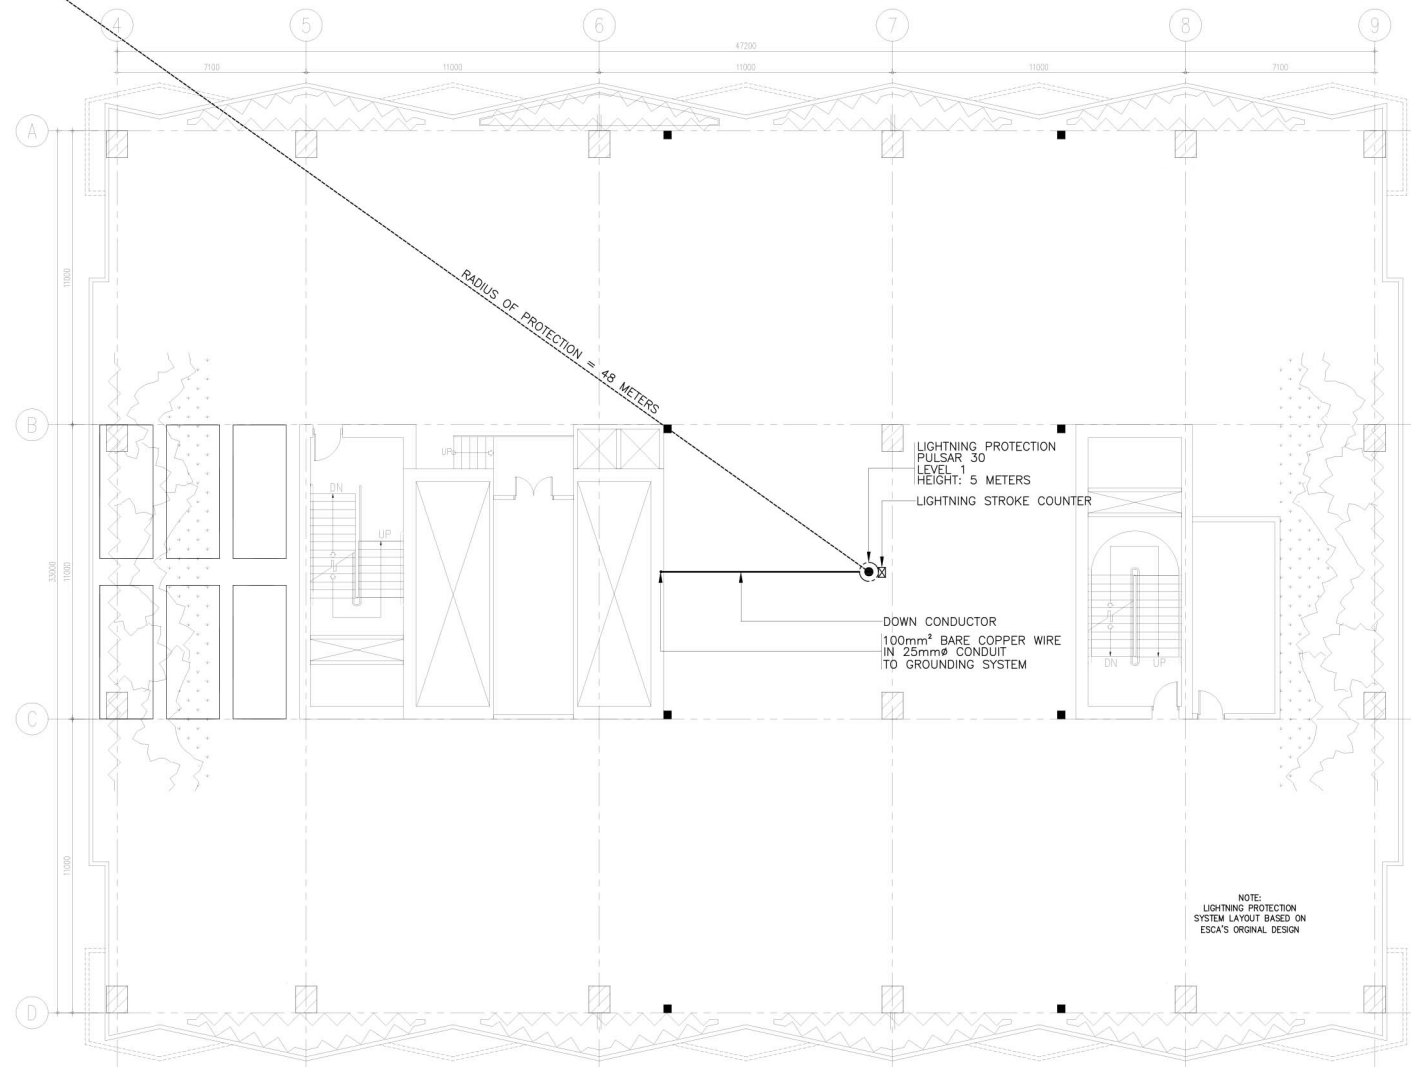 4
5
6
7
8
9
47200
7100
11000
11000
11000
7100
A
11000
RADIUS OF PROTECTION = 48 METERS
B
LIGHTNING PROTECTION
PULSAR 30
LEVEL 1
HEIGHT: 5 METERS
LIGHTNING STROKE COUNTER
UP
DN
UP
33000
11000
DOWN CONDUCTOR
100mm² BARE COPPER WIRE
IN 25mmø CONDUIT
TO GROUNDING SYSTEM
DN
UP
C
11000
NOTE:
LIGHTNING PROTECTION
SYSTEM LAYOUT BASED ON
ESCA'S ORGINAL DESIGN
D